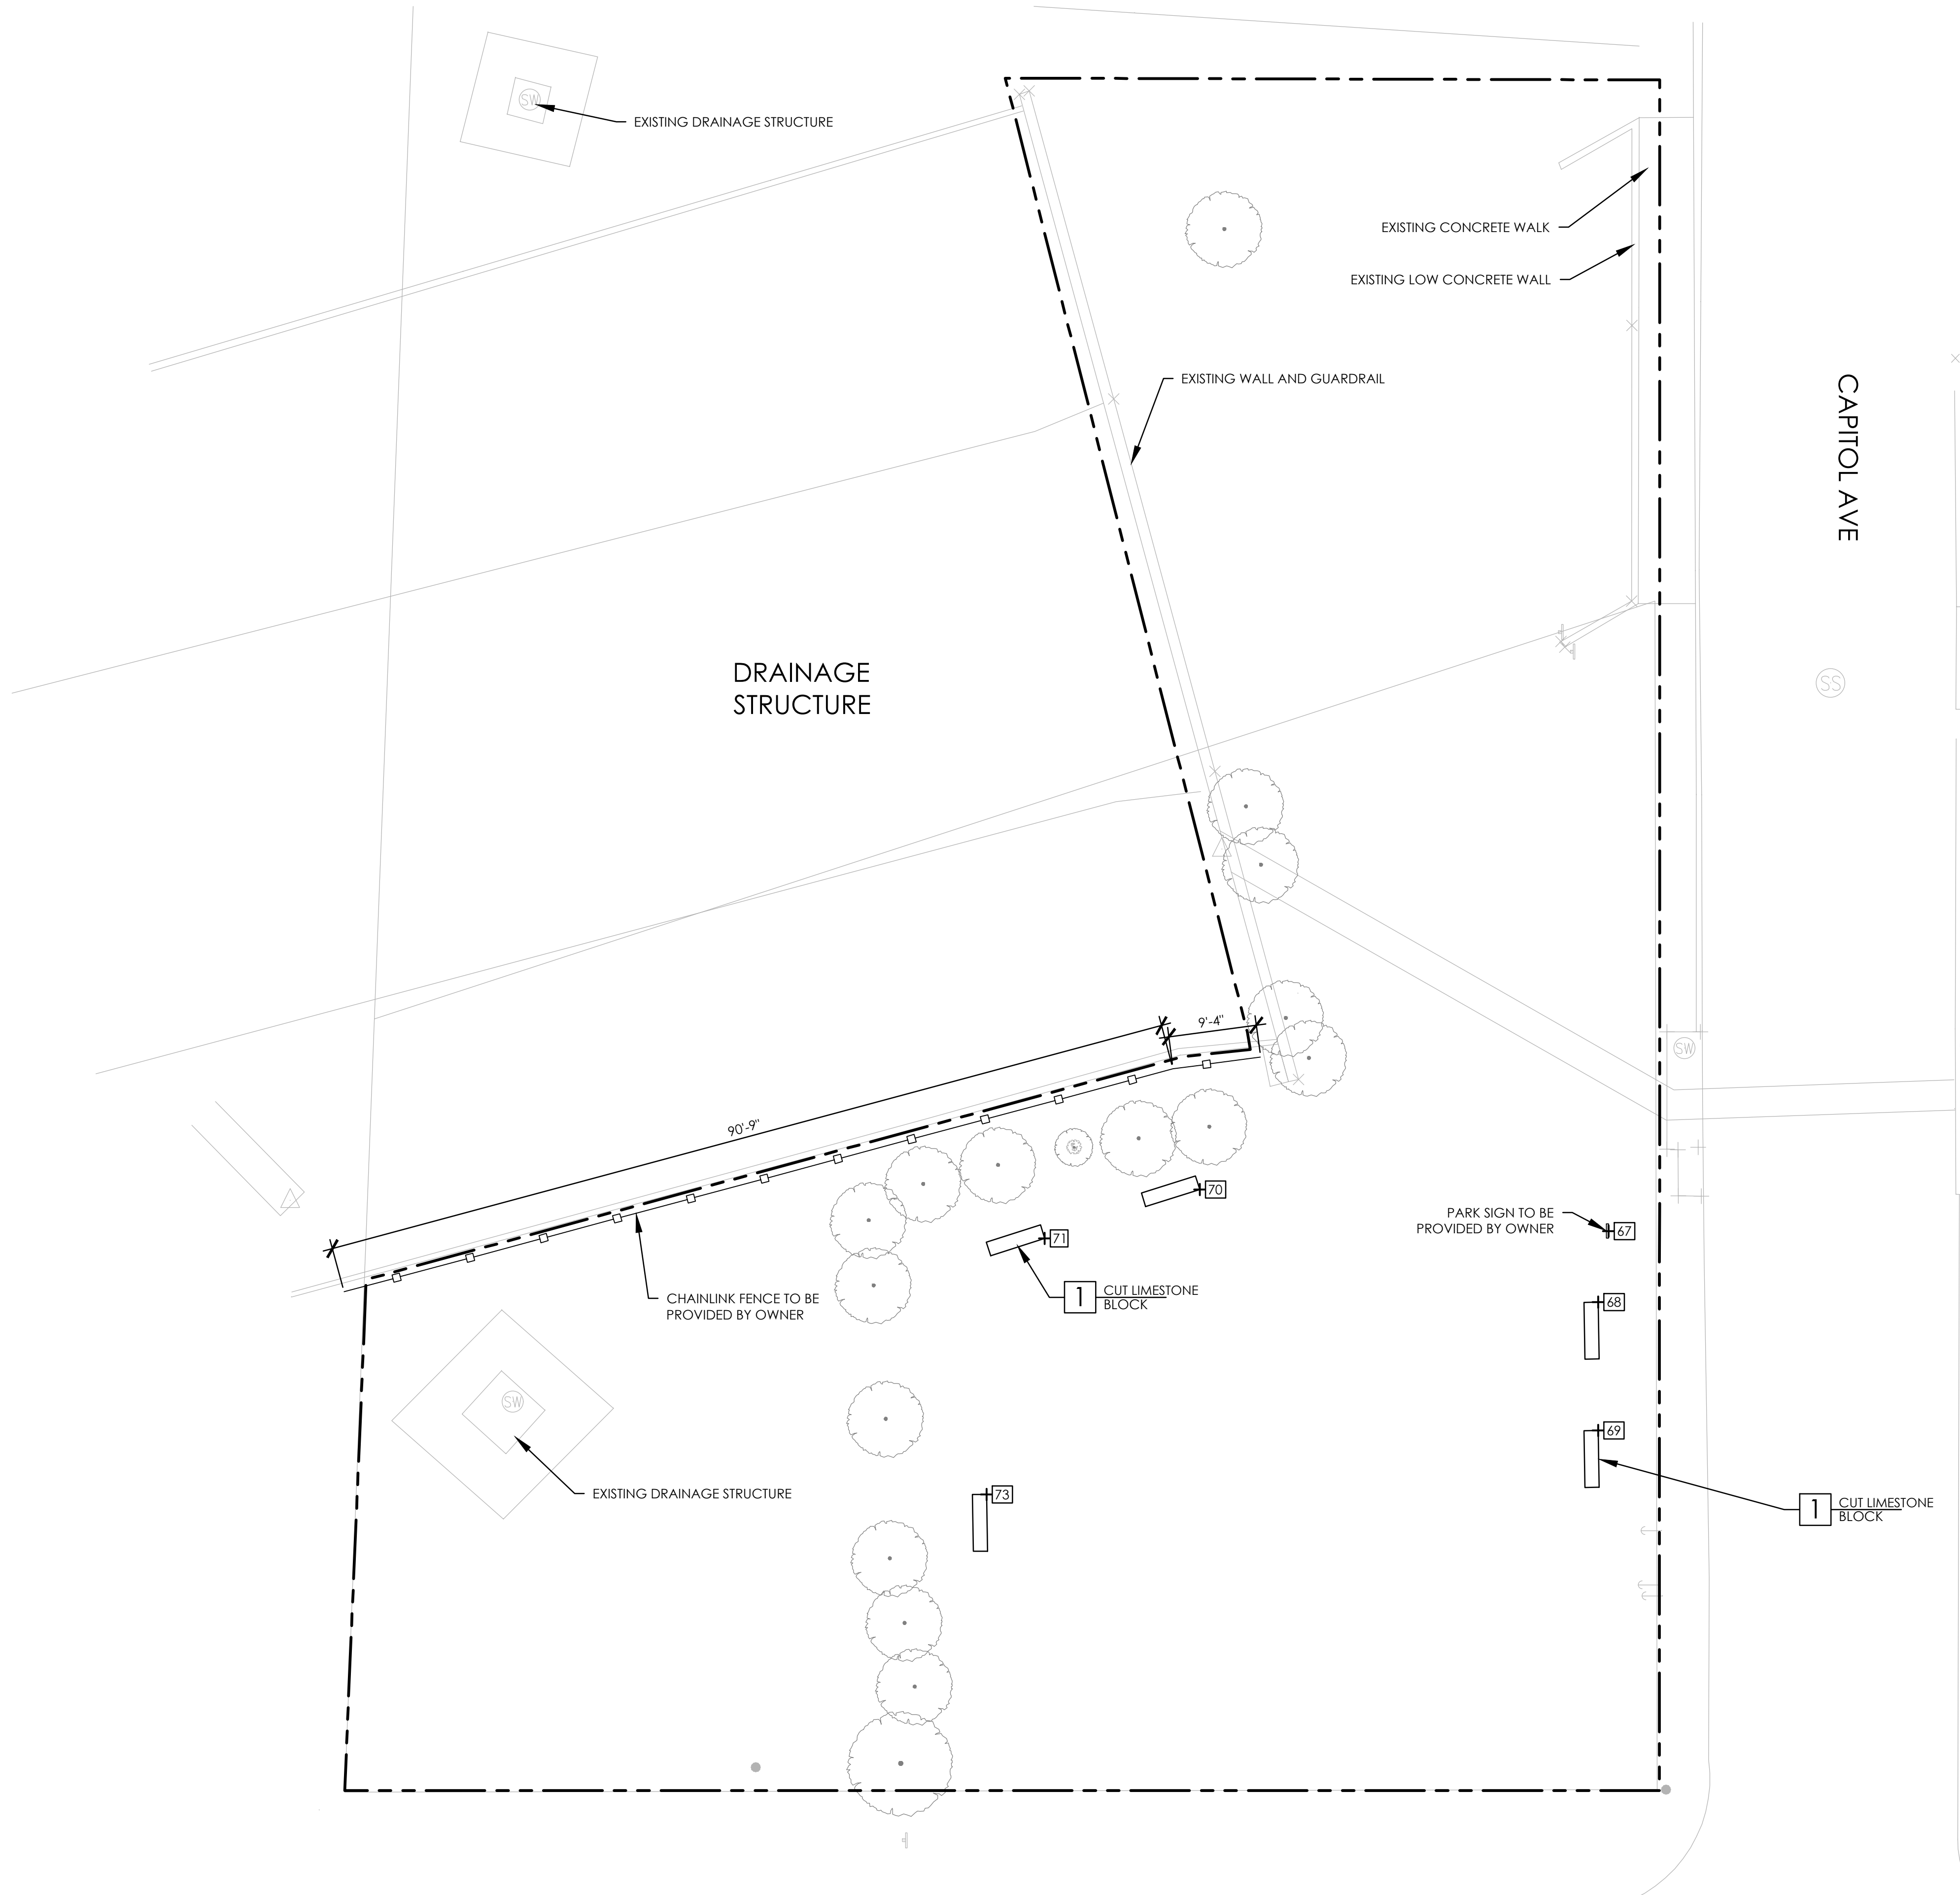 SW
EXISTING DRAINAGE STRUCTURE
EXISTING CONCRETE WALK
EXISTING LOW CONCRETE WALL
EXISTING WALL AND GUARDRAIL
CAPITOL AVE
DRAINAGE
STRUCTURE
SS
9'-4"
SW
90'-9"
70
PARK SIGN TO BE
PROVIDED BY OWNER
67
71
1
CUT LIMESTONE
BLOCK
CHAINLINK FENCE TO BE
PROVIDED BY OWNER
68
SW
69
EXISTING DRAINAGE STRUCTURE
73
1
CUT LIMESTONE
BLOCK